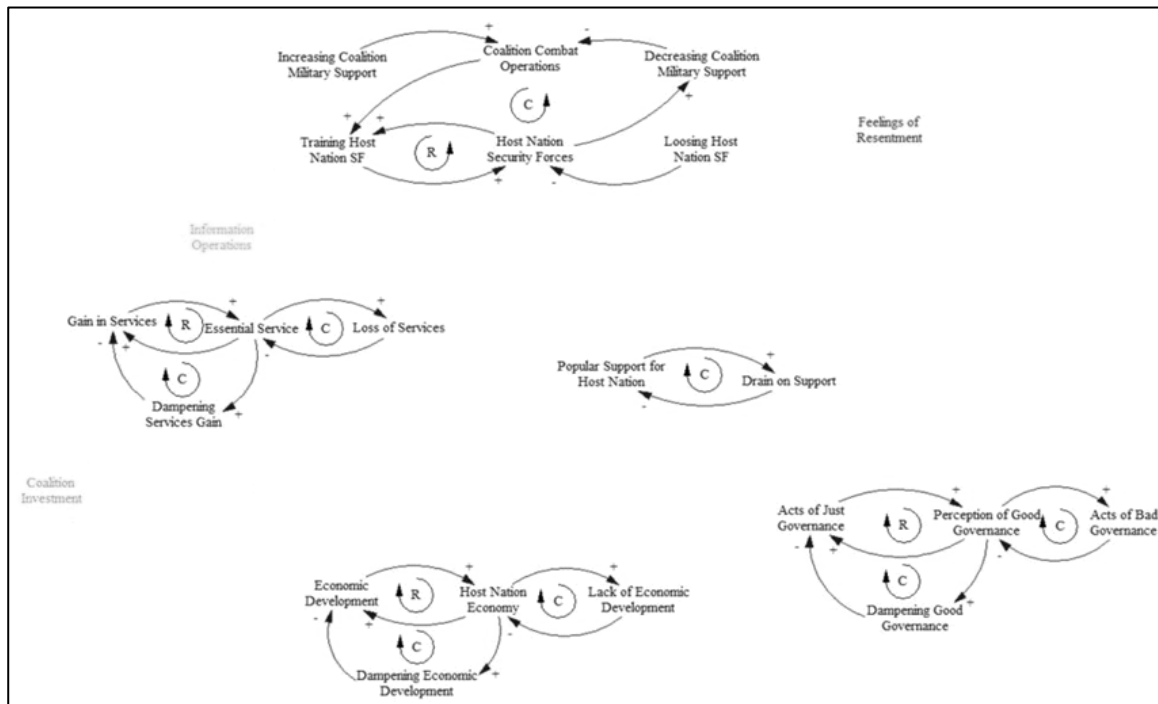 Increasing Coalition
Military Support
+
Coalition Combat
Operations
-
Decreasing Coalition
Military Support
+
C
+
+
Training Host
Nation SF
R
Host Nation
Security Forces
+
-
Loosing Host
Nation SF
Feelings of
Resentment
Information
Operations
Gain in Services
-
+
R
+
Essential Service
-
C
+
Loss of Services
C
Dampening
Services Gain
+
Popular Support for
Host Nation
-
C
+
Drain on Support
Coalition
Investment
Acts of Just
Governance
-
+
R
+
Perception of Good
Governance
-
C
+
Acts of Bad
Governance
C
Dampening Good
Governance
+
Economic
Development
-
+
R
+
Host Nation
Economy
-
C
+
Lack of Economic
Development
C
Dampening Economic
Development
+